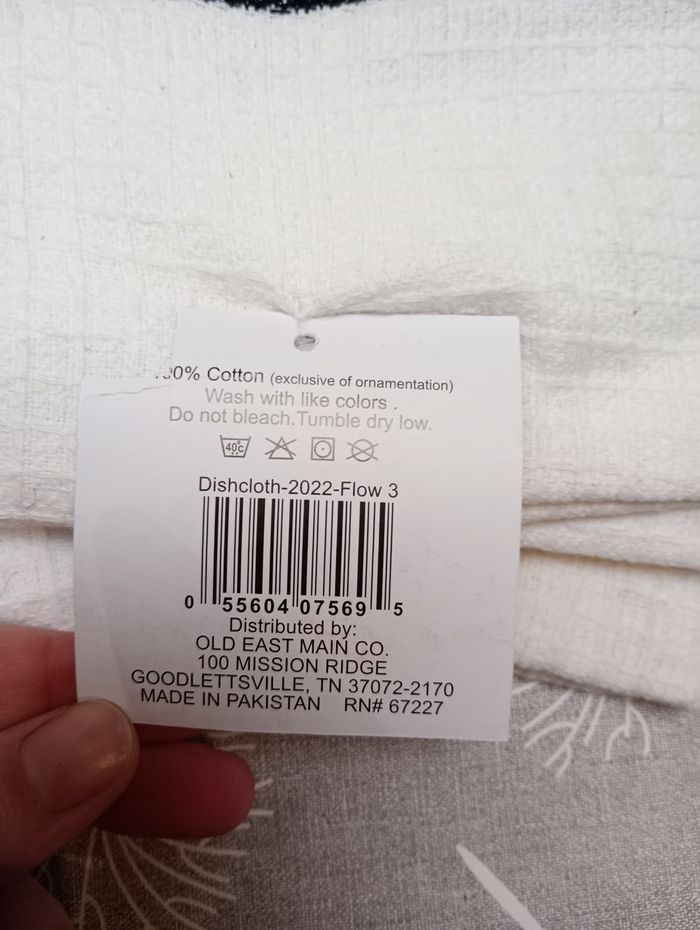 .00% Cotton (exclusive of ornamentation)
Wash with like colors .
Do not bleach.Tumble dry low.
40c
Dishcloth-2022-Flow 3
0 55604 07569 5
Distributed by:
OLD EAST MAIN CO.
100 MISSION RIDGE
GOODLETTSVILLE, TN 37072-2170
MADE IN PAKISTAN RN# 67227